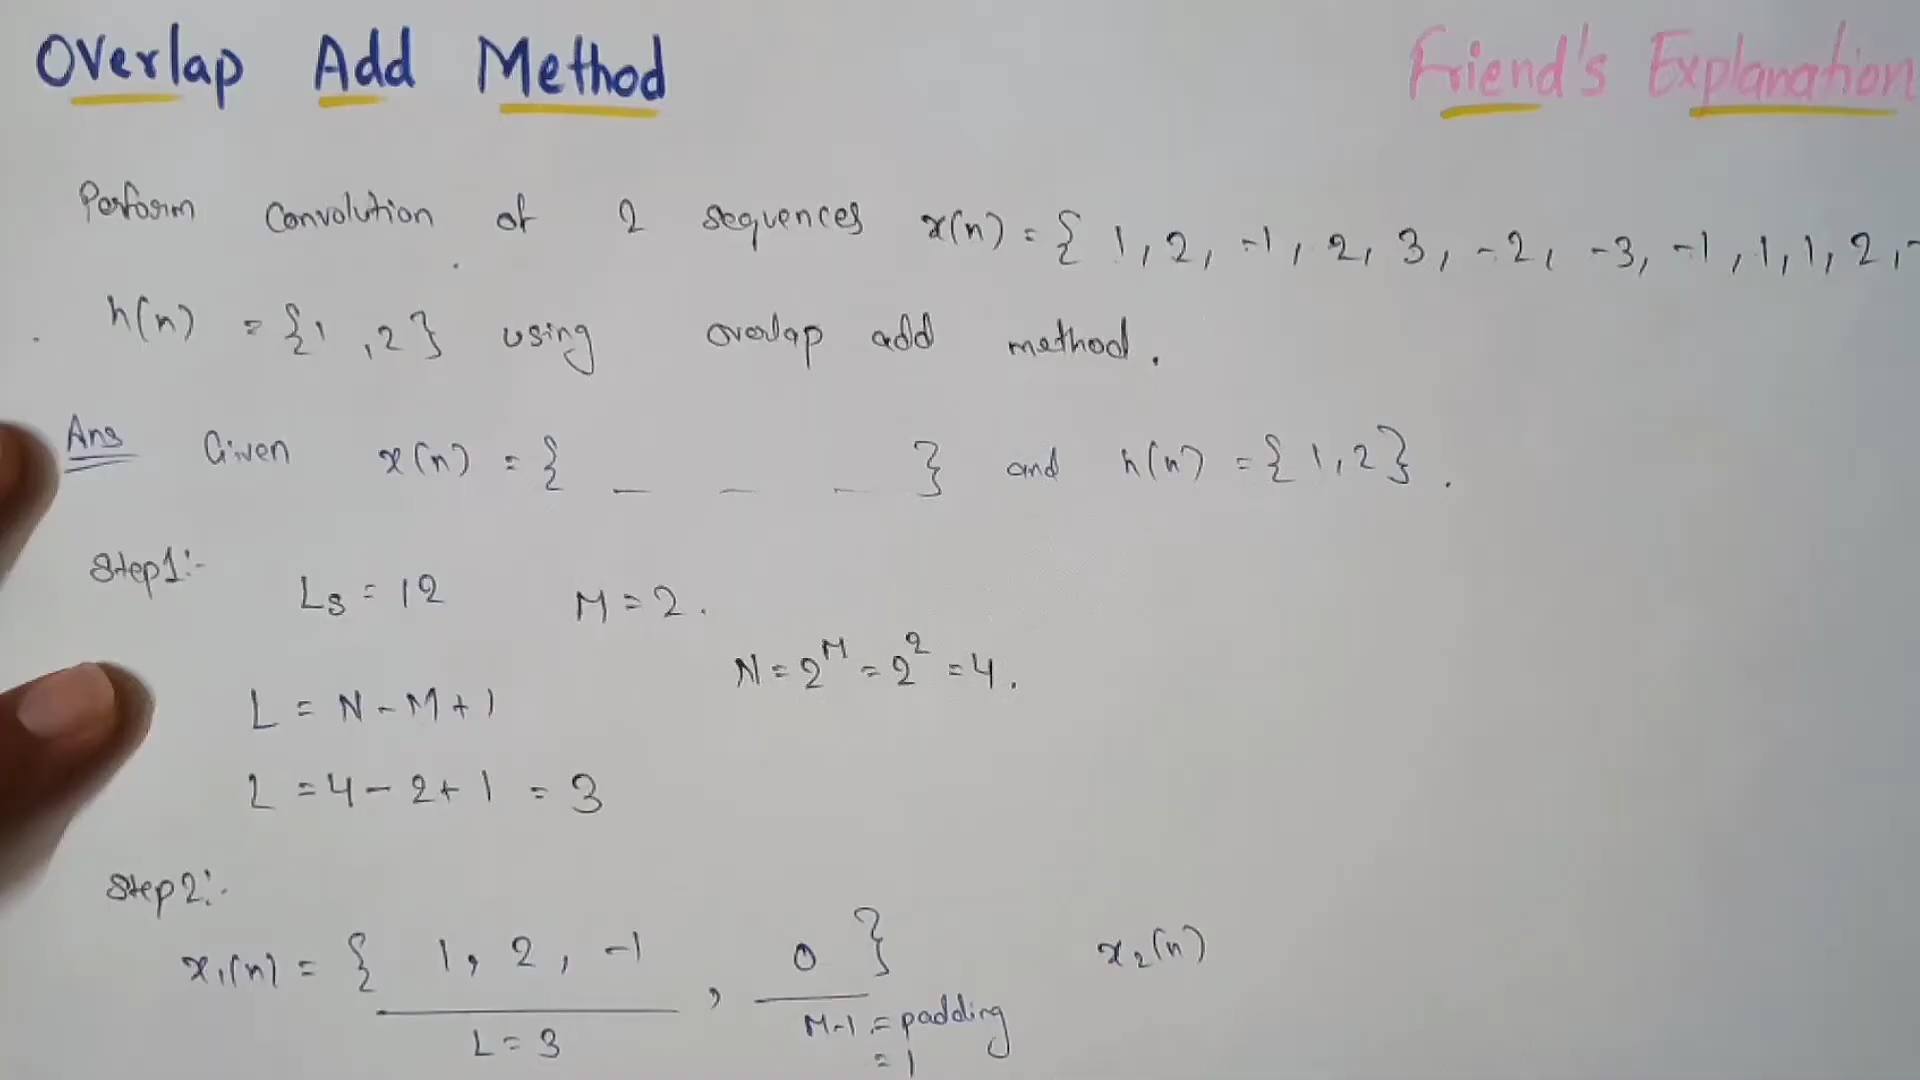 Overlap Add Method
Friend's Explanation
Perform Convolution of 2 sequences x(n) = { 1, 2, -1, 2, 3, -2, -3, -1, 1, 1, 2, -
h(n) = {1, 2} using overlap add method.
Ans Given x(n) = { _ _ _ } and h(n) = {1, 2}.
Step1:-
Ls = 12 M = 2.
N = 2^M = 2^2 = 4.
L = N - M + 1
L = 4 - 2 + 1 = 3
Step2:-
x₁(n) = { 1, 2, -1, 0 } x₂(n)
L = 3 M-1 = padding
= 1